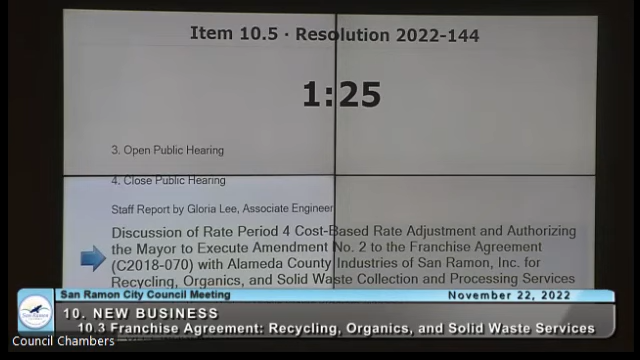 Item 10.5 · Resolution 2022-144
1:25
3. Open Public Hearing
4. Close Public Hearing
Staff Report by Gloria Lee, Associate Engineer
Discussion of Rate Period 4 Cost-Based Rate Adjustment and Authorizing
the Mayor to Execute Amendment No. 2 to the Franchise Agreement
(C2018-070) with Alameda County Industries of San Ramon, Inc. for
Recycling, Organics, and Solid Waste Collection and Processing Services
San Ramon City Council Meeting November 22, 2022
10. NEW BUSINESS
10.3 Franchise Agreement: Recycling, Organics, and Solid Waste Services
Council Chambers